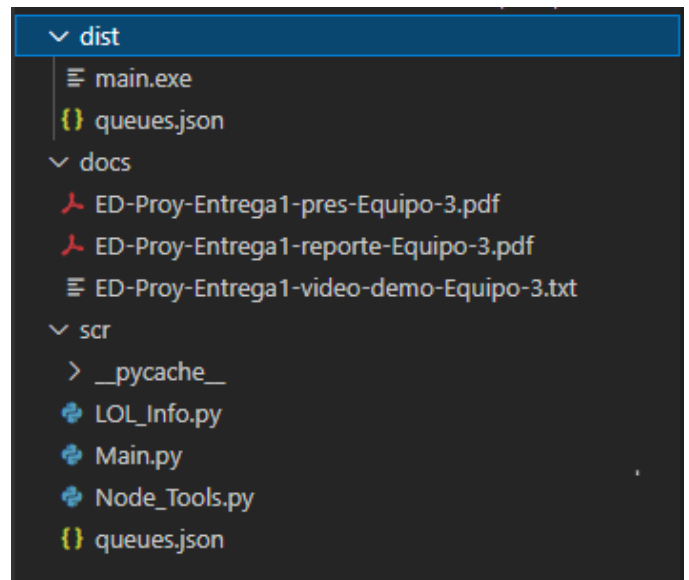 dist
main.exe
{} queues.json
docs
ED-Proy-Entrega1-pres-Equipo-3.pdf
ED-Proy-Entrega1-reporte-Equipo-3.pdf
ED-Proy-Entrega1-video-demo-Equipo-3.txt
scr
__pycache__
LOL_Info.py
Main.py
Node_Tools.py
{} queues.json